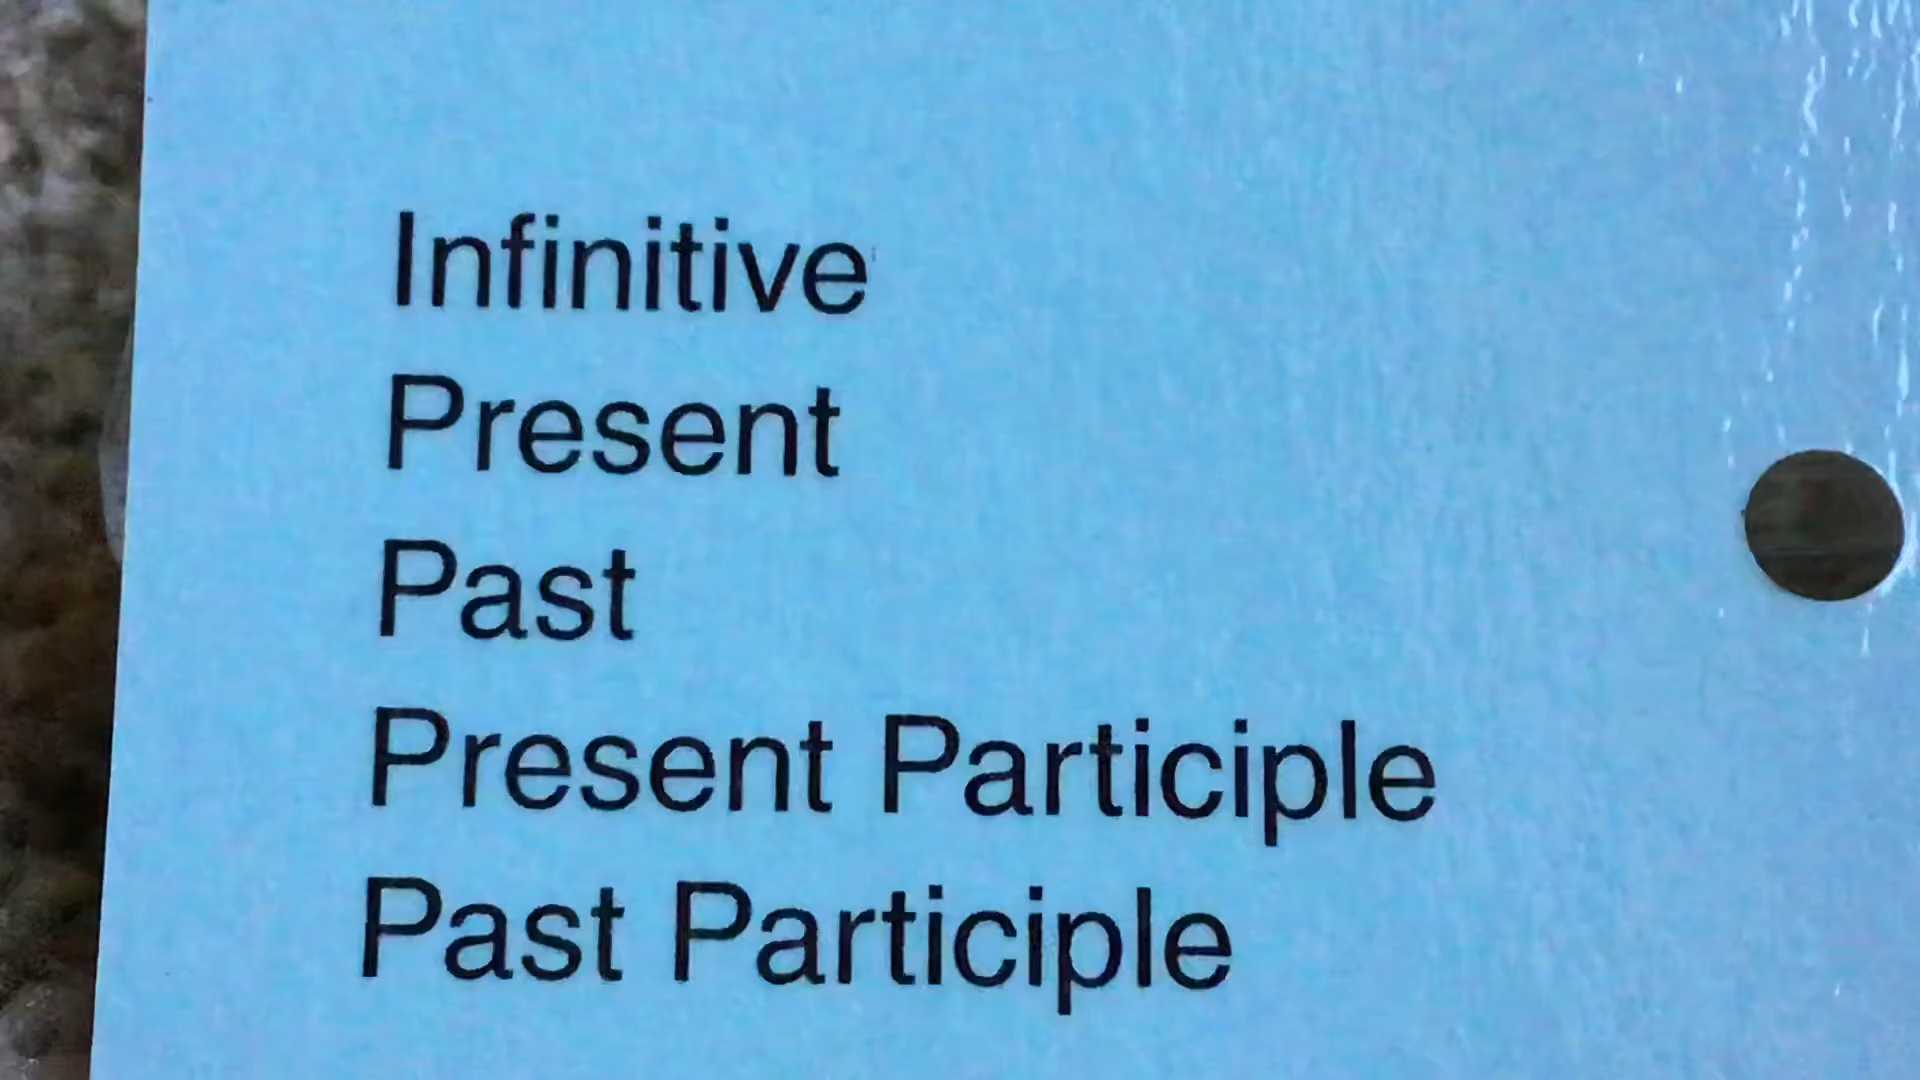 Infinitive
Present
Past
Present Participle
Past Participle